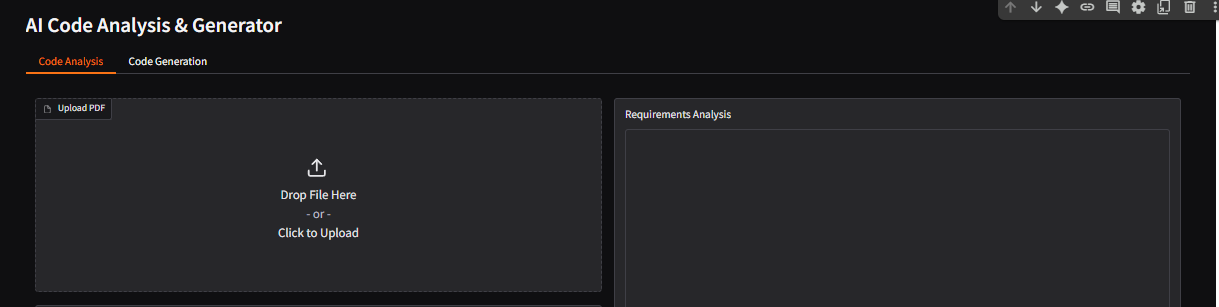 AI Code Analysis & Generator
Code Analysis
Code Generation
Upload PDF
Drop File Here
- or -
Click to Upload
Requirements Analysis